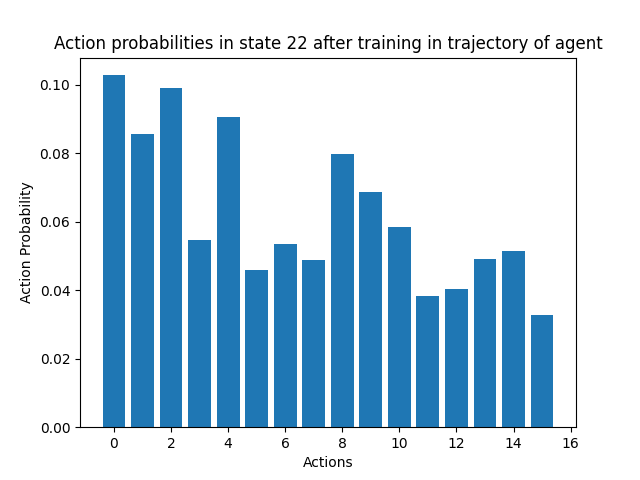 Action probabilities in state 22 after training in trajectory of agent
0.10
0.08
0.06
0.04
0.02
0.00
Action Probability
0 2 4 6 8 10 12 14 16
Actions